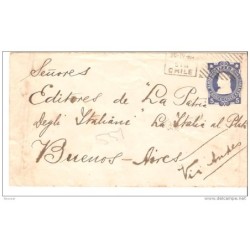 CHILE
Señores
Editores de "La Patria
degli Italiani" La Italia al Plata
Buenos-Aires
Via Andes